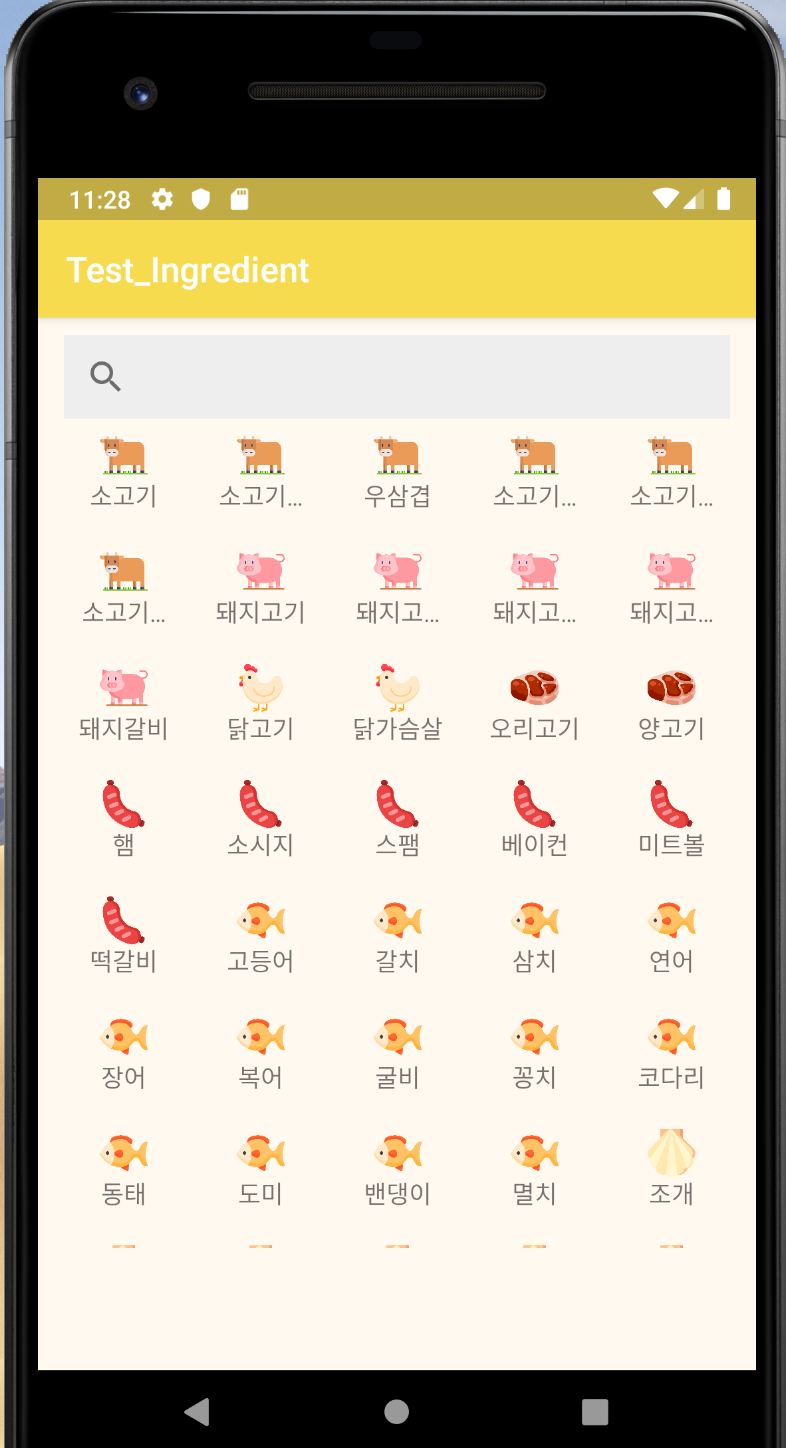 11:28
Test_Ingredient
소고기 소고기... 우삼겹 소고기... 소고기...
소고기... 돼지고기 돼지고... 돼지고... 돼지고...
돼지갈비 닭고기 닭가슴살 오리고기 양고기
햄 소시지 스팸 베이컨 미트볼
떡갈비 고등어 갈치 삼치 연어
장어 복어 굴비 꽁치 코다리
동태 도미 밴댕이 멸치 조개